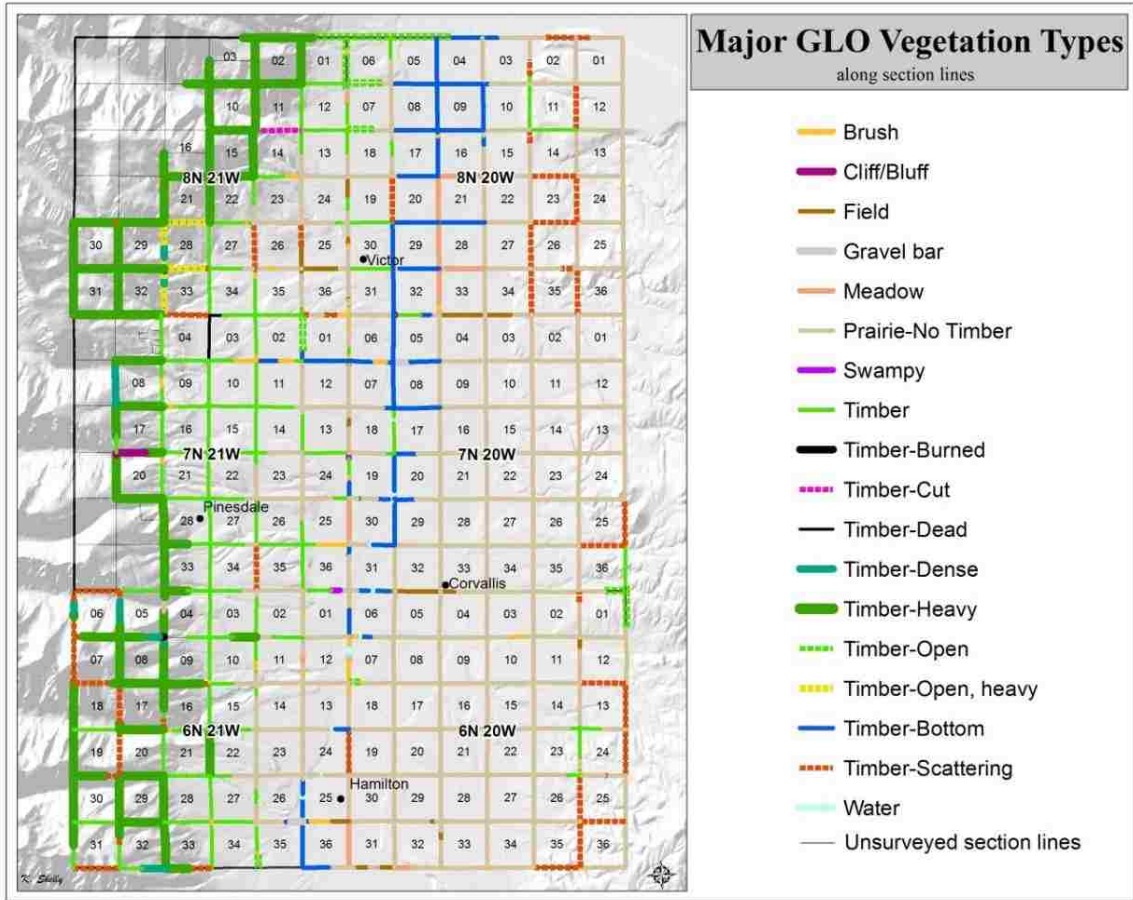 Major GLO Vegetation Types
along section lines
03 02 01 06 05 04 03 02 01
10 11 12 07 08 09 10 11 12
16 15 14 13 18 17 16 15 14 13
8N 21W 8N 20W
21 22 23 24 19 20 21 22 23 24
30 29 28 27 26 25 30 29 28 27 26 25
Victor
31 32 33 34 35 36 31 32 33 34 35 36
04 03 02 01 06 05 04 03 02 01
08 09 10 11 12 07 08 09 10 11 12
17 16 15 14 13 18 17 16 15 14 13
7N 21W 7N 20W
20 21 22 23 24 19 20 21 22 23 24
Pinesdale
28 27 26 25 30 29 28 27 26 25
33 34 35 36 31 32 33 34 35 36
Corvallis
06 05 04 03 02 01 06 05 04 03 02 01
07 08 09 10 11 12 07 08 09 10 11 12
18 17 16 15 14 13 18 17 16 15 14 13
6N 21W 6N 20W
19 20 21 22 23 24 19 20 21 22 23 24
Hamilton
30 29 28 27 26 25 30 29 28 27 26 25
31 32 33 34 35 36 31 32 33 34 35 36
K. Shelly
Brush
Cliff/Bluff
Field
Gravel bar
Meadow
Prairie-No Timber
Swampy
Timber
Timber-Burned
Timber-Cut
Timber-Dead
Timber-Dense
Timber-Heavy
Timber-Open
Timber-Open, heavy
Timber-Bottom
Timber-Scattering
Water
Unsurveyed section lines